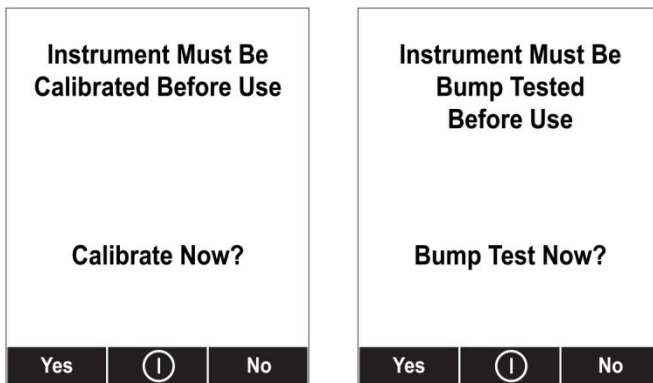 Instrument Must Be
Calibrated Before Use
Calibrate Now?
Yes
No
Instrument Must Be
Bump Tested
Before Use
Bump Test Now?
Yes
No